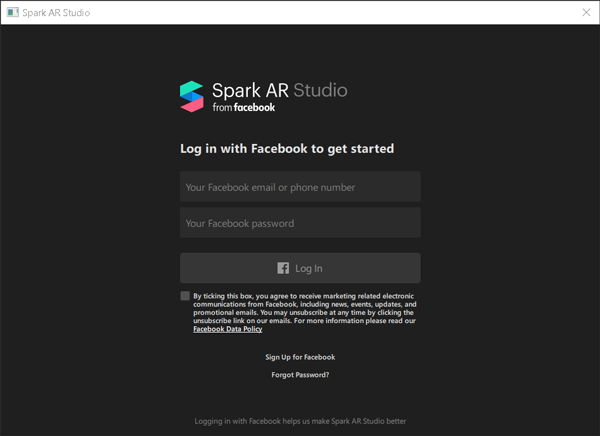 Spark AR Studio
Spark AR Studio
from facebook
Log in with Facebook to get started
Your Facebook email or phone number
Your Facebook password
Log In
By ticking this box, you agree to receive marketing related electronic
communications from Facebook, including news, events, updates, and
promotional emails. You may unsubscribe at any time by clicking the
unsubscribe link on our emails. For more information please read our
Facebook Data Policy
Sign Up for Facebook
Forgot Password?
Logging in with Facebook helps us make Spark AR Studio better